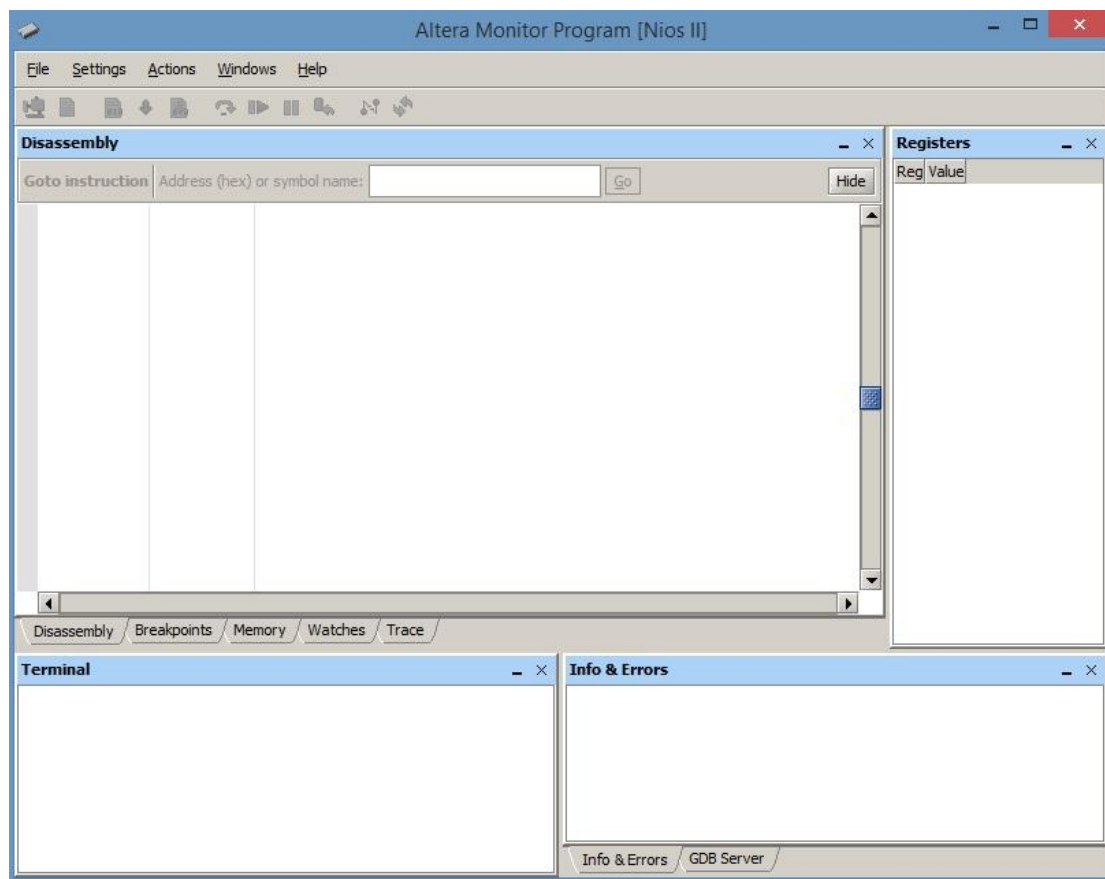 Altera Monitor Program [Nios II]
File Settings Actions Windows Help
Disassembly
Goto instruction Address (hex) or symbol name: Go Hide
Registers
Reg Value
Disassembly Breakpoints Memory Watches Trace
Terminal
Info & Errors
Info & Errors GDB Server